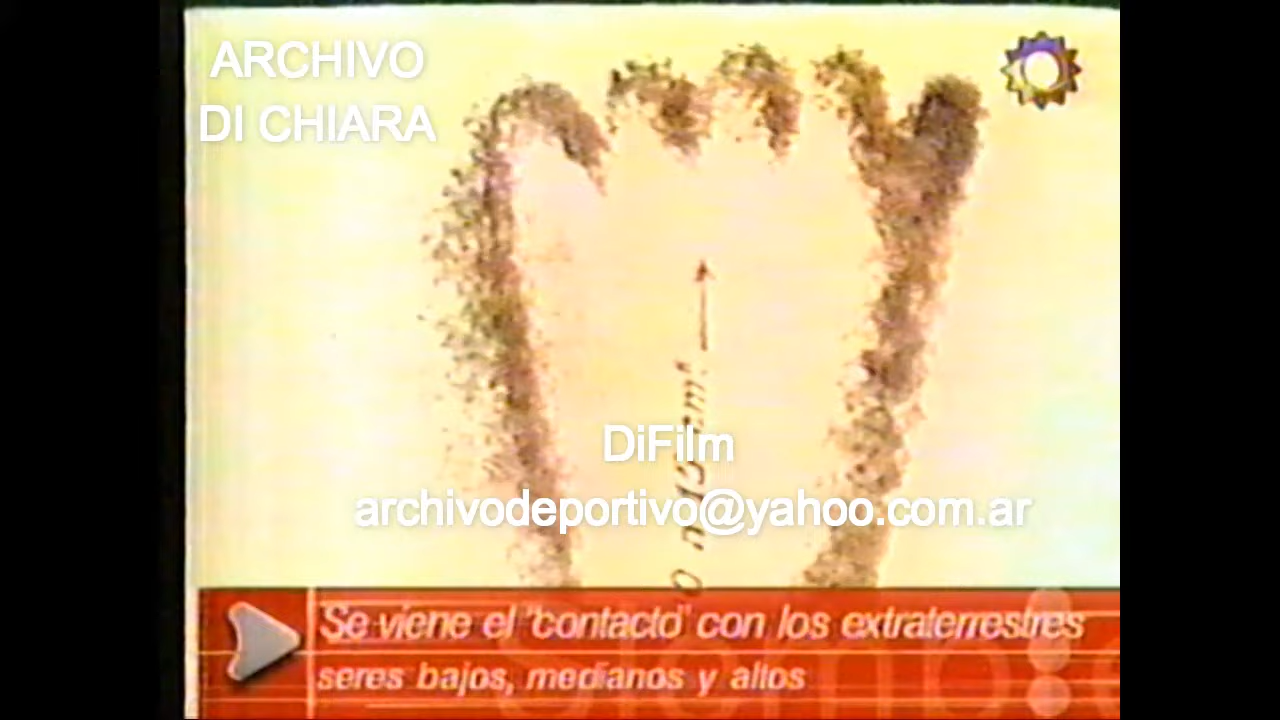 ARCHIVO
DI CHIARA
DiFilm
archivodeportivo@yahoo.com.ar
Se viene el "contacto" con los extraterrestres
seres bajos, medianos y altos